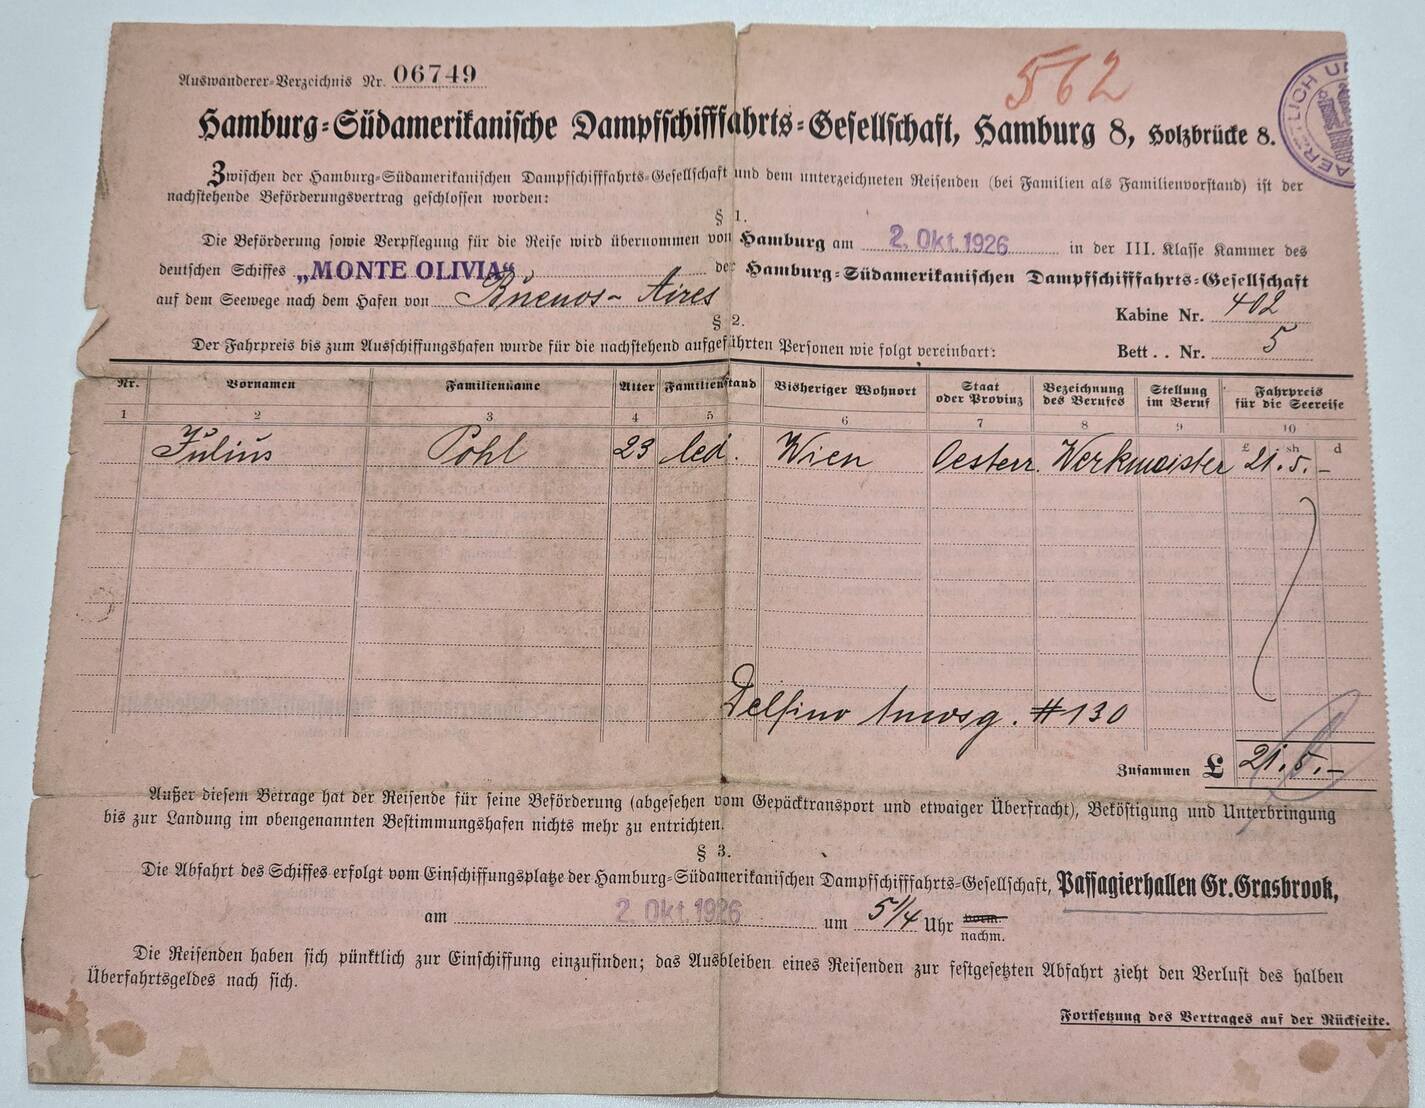 Auswanderer-Verzeichnis Nr. 06749
562
AERZTLICH U
Hamburg-Südamerikanische Dampfschifffahrts-Gesellschaft, Hamburg 8, Holzbrücke 8.
Zwischen der Hamburg-Südamerikanischen Dampfschifffahrts-Gesellschaft und dem unterzeichneten Reisenden (bei Familien als Familienvorstand) ist der
nachstehende Beförderungsvertrag geschlossen worden:
§ 1.
Die Beförderung sowie Verpflegung für die Reise wird übernommen von Hamburg am 2. Okt. 1926 in der III. Klasse Kammer des
deutschen Schiffes „MONTE OLIVIA“ der Hamburg-Südamerikanischen Dampfschifffahrts-Gesellschaft
auf dem Seewege nach dem Hafen von Buenos-Aires
Kabine Nr. 402
§ 2.
Der Fahrpreis bis zum Ausschiffungshafen wurde für die nachstehend aufgeführten Personen wie folgt vereinbart:
Bett . . Nr. 5
Nr. Vornamen Familienname Alter Familienstand Bisheriger Wohnort Staat oder Provinz Bezeichnung des Berufes Stellung im Beruf Fahrpreis für die Seereise
1 2 3 4 5 6 7 8 9 10
£ sh d
Julius Pohl 23 led. Wien Oesterr. Werkmeister 21.5.-
Delfino #130
Zusammen £ 21.5.-
Außer diesem Betrage hat der Reisende für seine Beförderung (abgesehen vom Gepäcktransport und etwaiger Überfracht), Beköstigung und Unterbringung
bis zur Landung im obengenannten Bestimmungshafen nichts mehr zu entrichten.
§ 3.
Die Abfahrt des Schiffes erfolgt vom Einschiffungsplatze der Hamburg-Südamerikanischen Dampfschifffahrts-Gesellschaft, Passagierhallen Gr. Grasbrook,
am 2. Okt. 1926 um 5 1/4 Uhr vorm. nachm.
Die Reisenden haben sich pünktlich zur Einschiffung einzufinden; das Ausbleiben eines Reisenden zur festgesetzten Abfahrt zieht den Verlust des halben
Überfahrtsgeldes nach sich.
Fortsetzung des Vertrages auf der Rückseite.